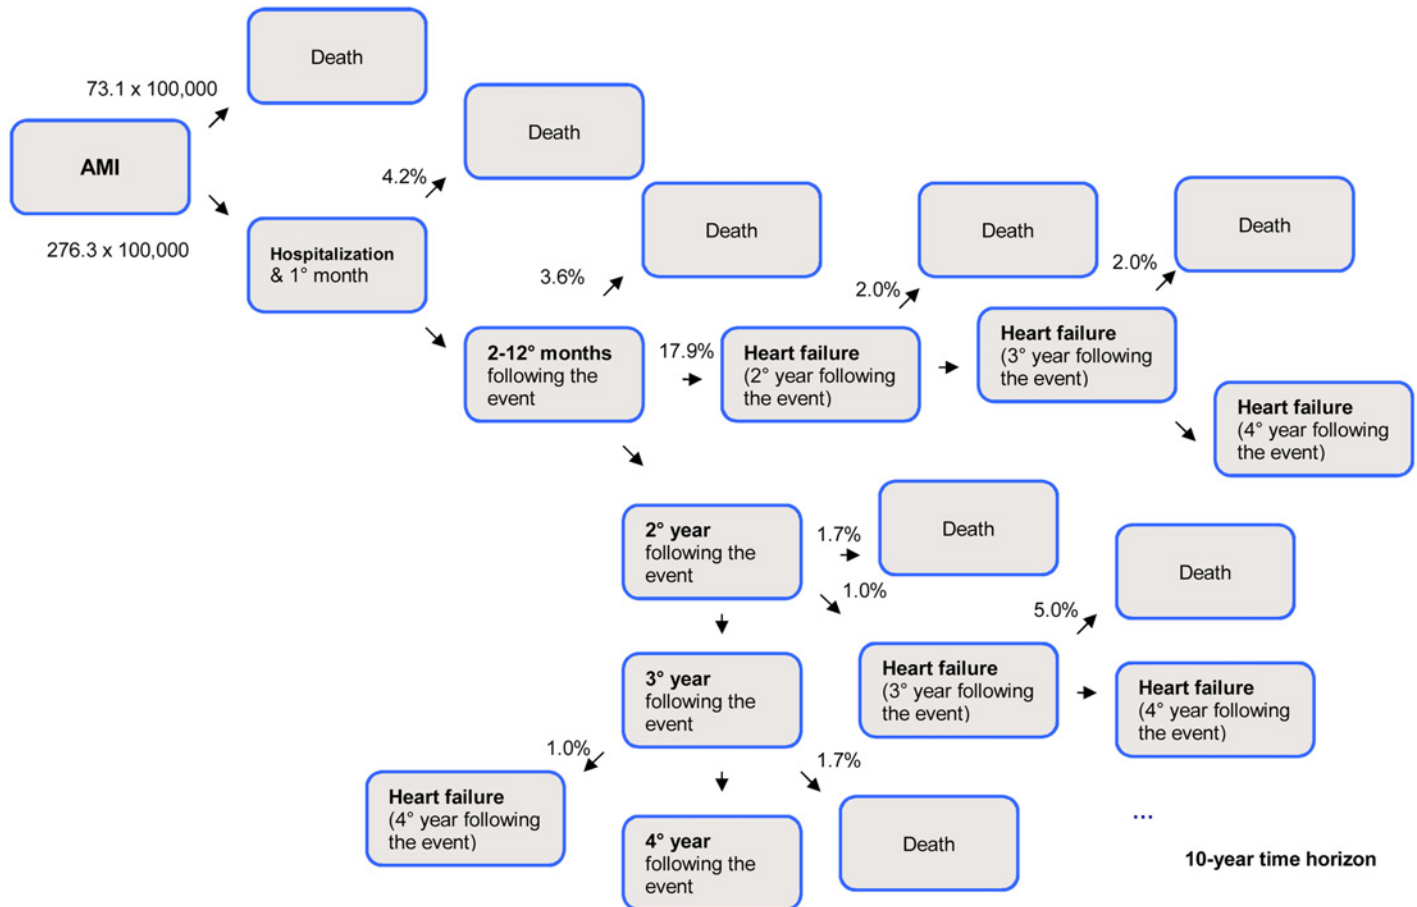 Death
73.1 x 100,000
AMI
Death
4.2%
276.3 x 100,000
Hospitalization
& 1° month
Death
3.6%
Death
2.0%
Death
2.0%
2-12° months
following the
event
17.9%
Heart failure
(2° year following
the event)
Heart failure
(3° year following
the event)
Heart failure
(4° year following
the event)
2° year
following the
event
1.7%
Death
1.0%
Death
5.0%
3° year
following the
event
Heart failure
(3° year following
the event)
Heart failure
(4° year following
the event)
1.0%
1.7%
Heart failure
(4° year following
the event)
4° year
following the
event
Death
...
10-year time horizon